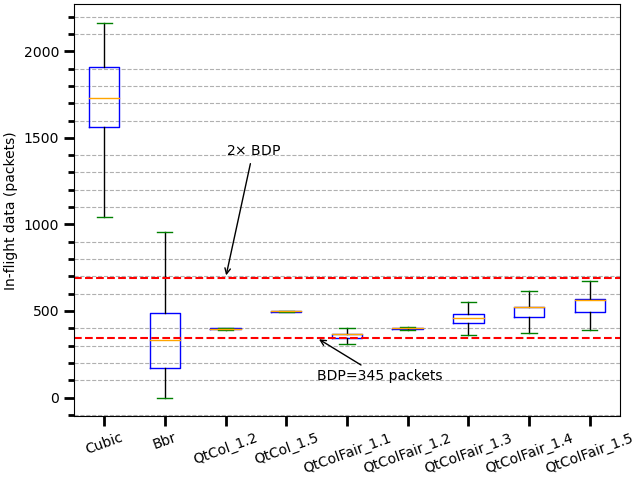 In-flight data (packets)
2000
1500
1000
500
0
2× BDP
BDP=345 packets
Cubic
Bbr
QtCol_1.2
QtCol_1.5
QtColFair_1.1
QtColFair_1.2
QtColFair_1.3
QtColFair_1.4
QtColFair_1.5